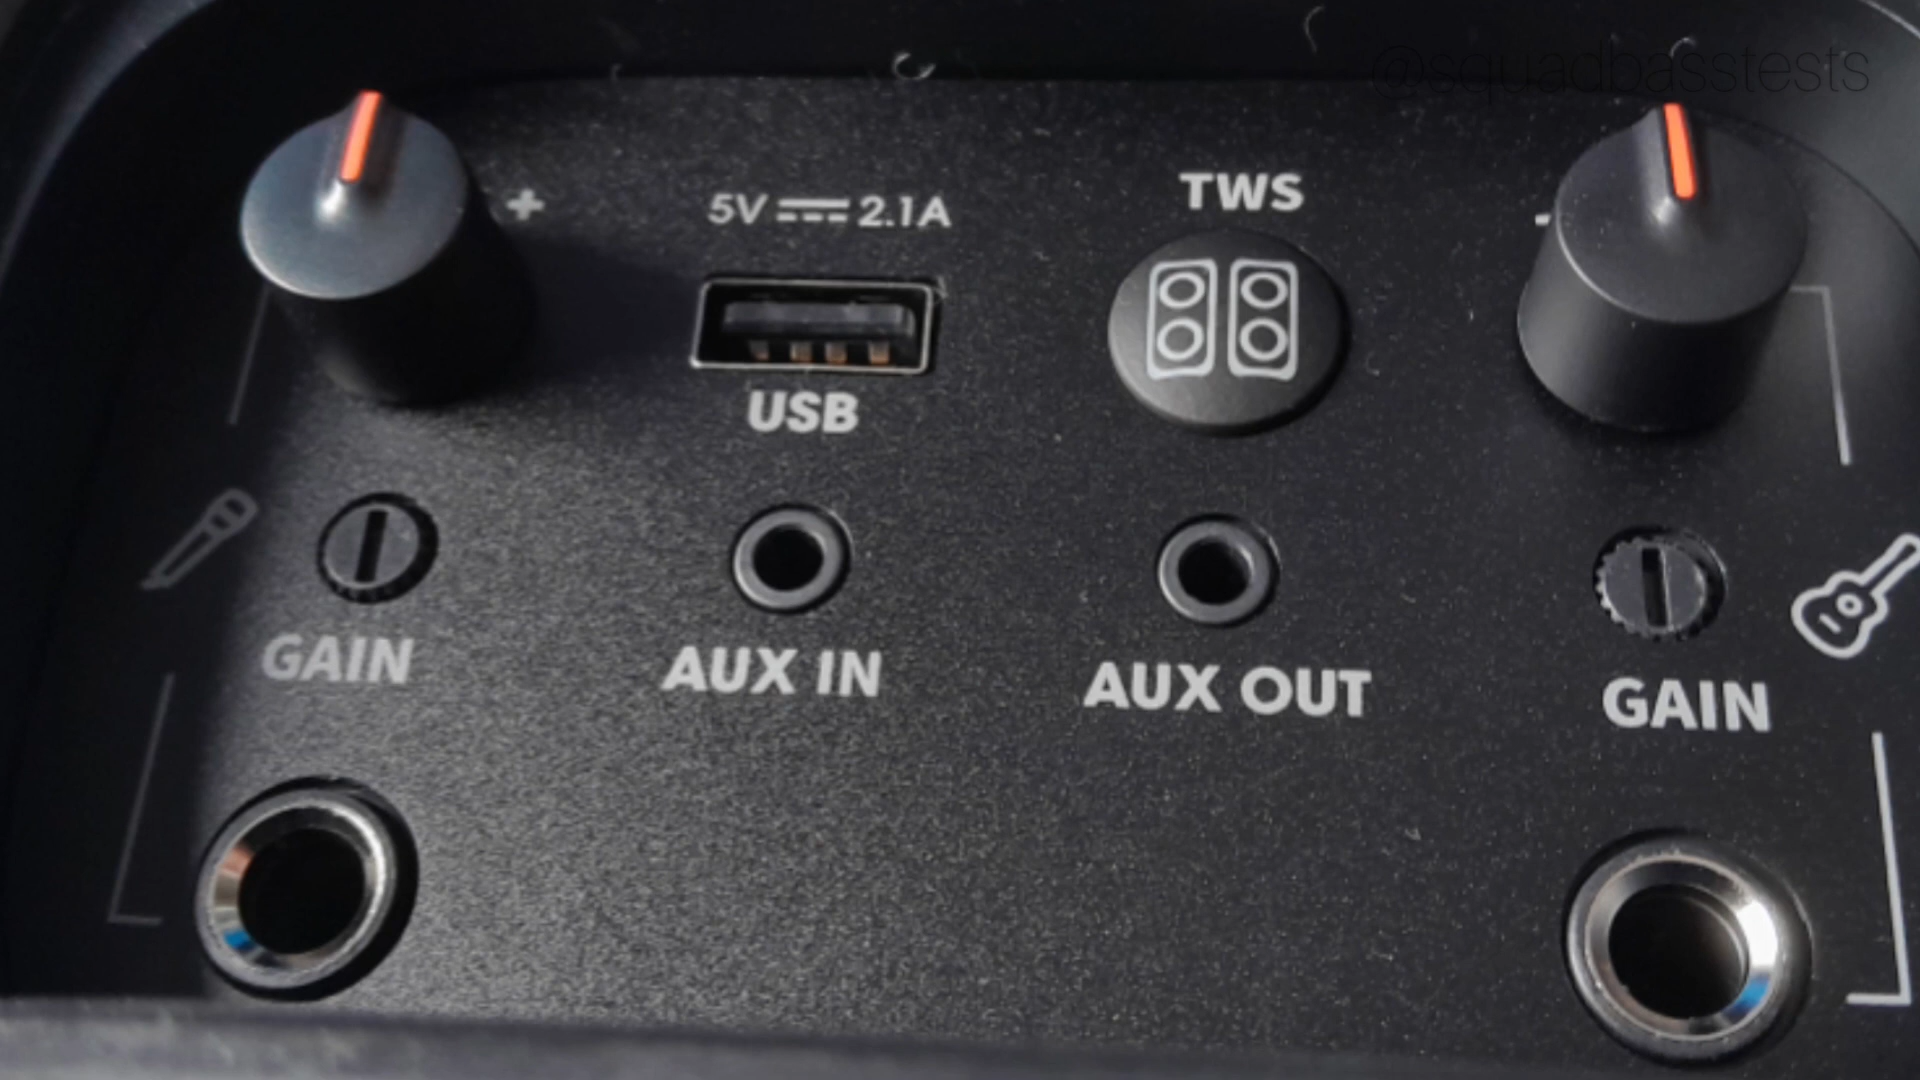 @squadbasstests
TWS
5V 2.1A
+
-
USB
GAIN
AUX IN
AUX OUT
GAIN